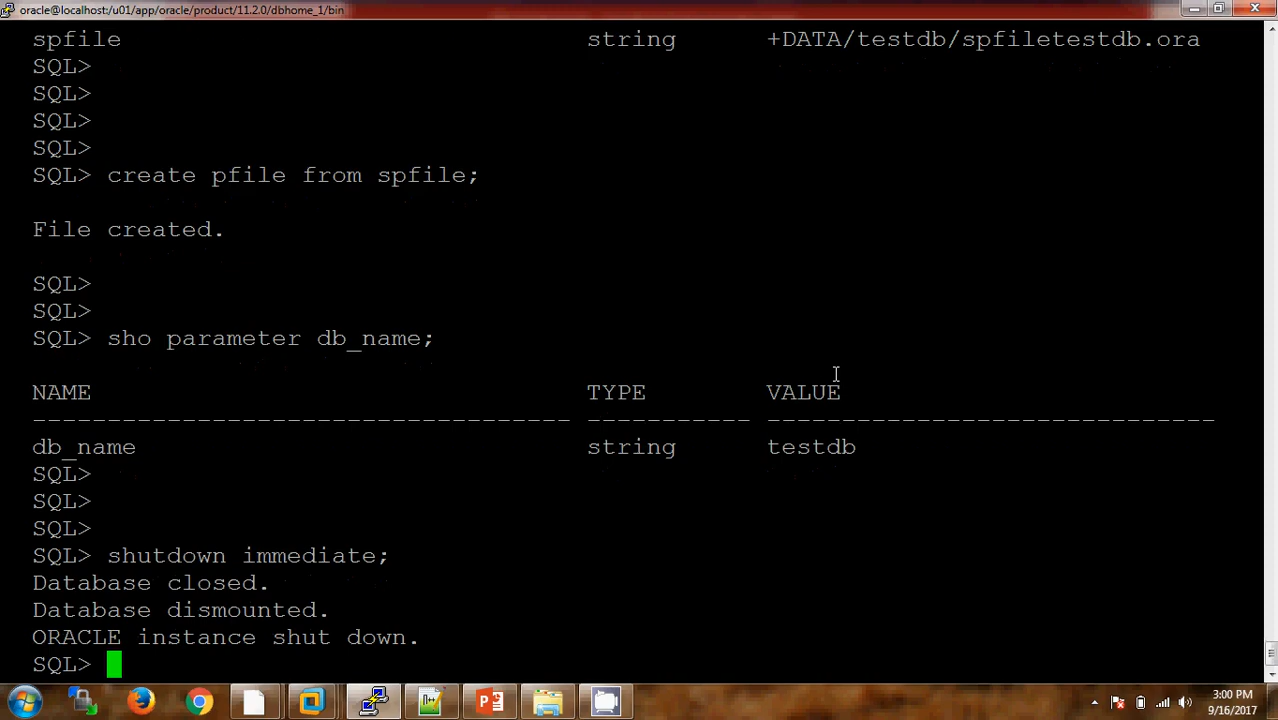 oracle@localhost:/u01/app/oracle/product/11.2.0/dbhome_1/bin
spfile string +DATA/testdb/spfiletestdb.ora
SQL>
SQL>
SQL>
SQL>
SQL> create pfile from spfile;
File created.
SQL>
SQL>
SQL> sho parameter db_name;
NAME TYPE VALUE
------------------------------------ ----------- ------------------------------
db_name string testdb
SQL>
SQL>
SQL>
SQL> shutdown immediate;
Database closed.
Database dismounted.
ORACLE instance shut down.
SQL>
3:00 PM
9/16/2017